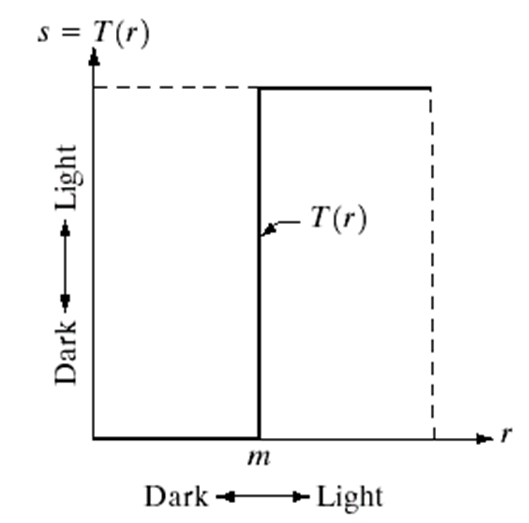 s = T(r)
Light
Dark
T(r)
r
m
Dark
Light